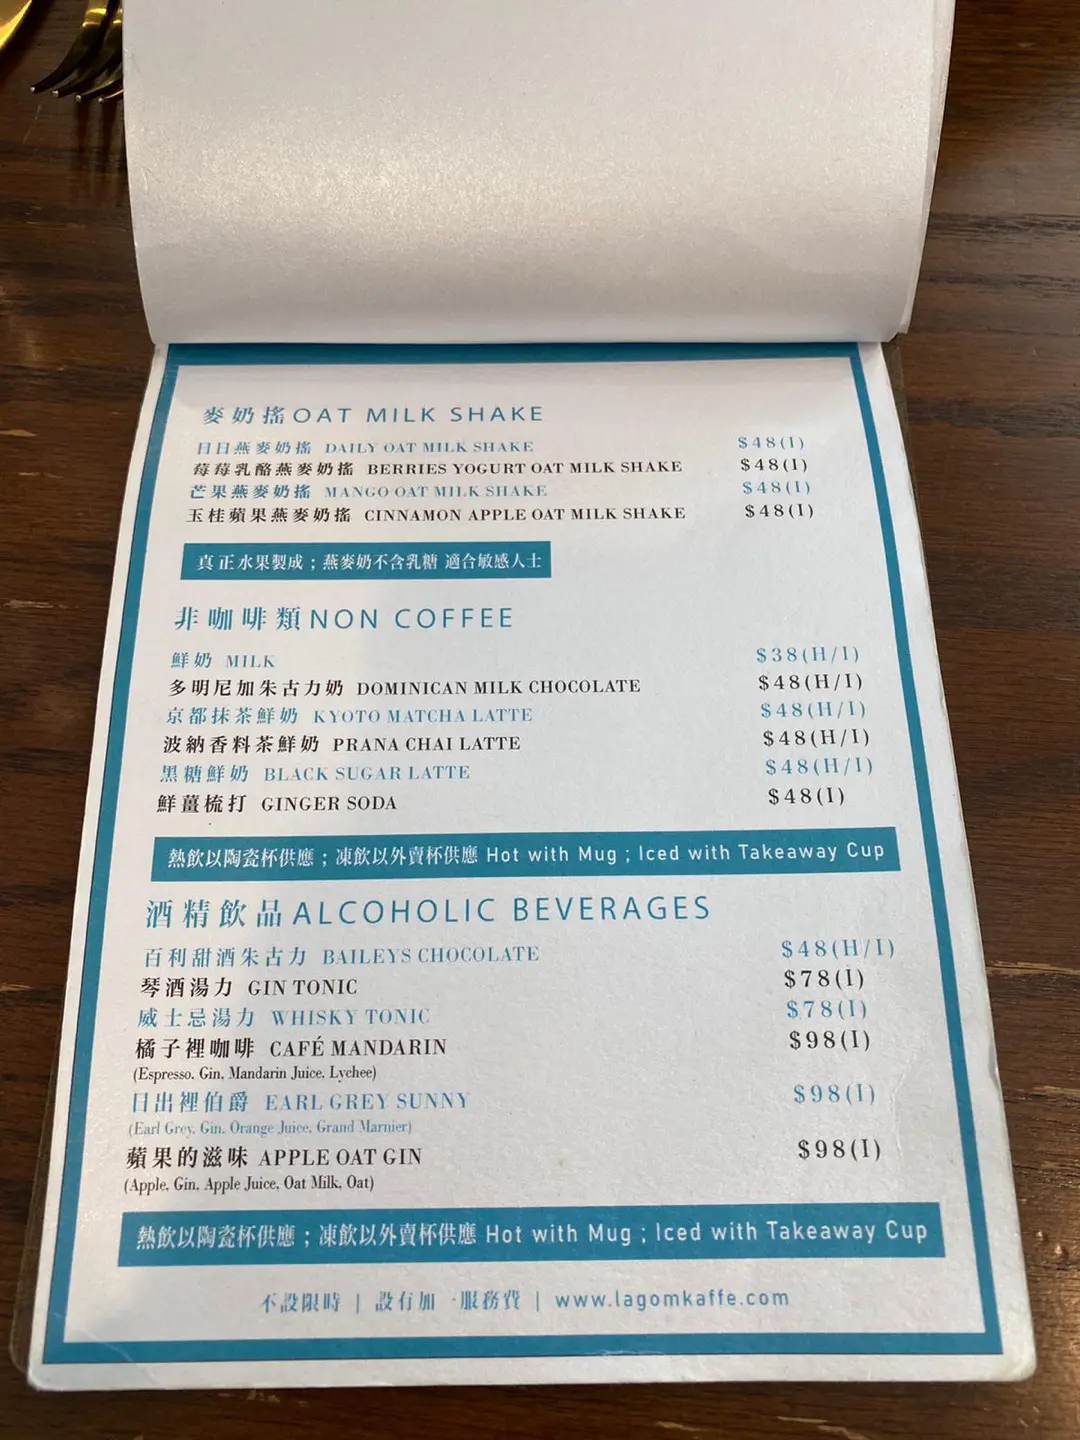 麥奶搖 OAT MILK SHAKE
日日燕麥奶搖 DAILY OAT MILK SHAKE $48(I)
莓莓乳酪燕麥奶搖 BERRIES YOGURT OAT MILK SHAKE $48(I)
芒果燕麥奶搖 MANGO OAT MILK SHAKE $48(I)
玉桂蘋果燕麥奶搖 CINNAMON APPLE OAT MILK SHAKE $48(I)
真正水果製成；燕麥奶不含乳糖 適合敏感人士
非咖啡類 NON COFFEE
鮮奶 MILK $38(H/I)
多明尼加朱古力奶 DOMINICAN MILK CHOCOLATE $48(H/I)
京都抹茶鮮奶 KYOTO MATCHA LATTE $48(H/I)
波納香料茶鮮奶 PRANA CHAI LATTE $48(H/I)
黑糖鮮奶 BLACK SUGAR LATTE $48(H/I)
鮮薑梳打 GINGER SODA $48(I)
熱飲以陶瓷杯供應；凍飲以外賣杯供應 Hot with Mug ; Iced with Takeaway Cup
酒精飲品 ALCOHOLIC BEVERAGES
百利甜酒朱古力 BAILEYS CHOCOLATE $48(H/I)
琴酒湯力 GIN TONIC $78(I)
威士忌湯力 WHISKY TONIC $78(I)
橘子裡咖啡 CAFÉ MANDARIN $98(I)
(Espresso, Gin, Mandarin Juice, Lychee)
日出裡伯爵 EARL GREY SUNNY $98(I)
(Earl Grey, Gin, Orange Juice, Grand Marnier)
蘋果的滋味 APPLE OAT GIN $98(I)
(Apple, Gin, Apple Juice, Oat Milk, Oat)
熱飲以陶瓷杯供應；凍飲以外賣杯供應 Hot with Mug ; Iced with Takeaway Cup
不設限時 | 設有加一服務費 | www.lagomkaffe.com